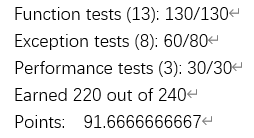 Function tests (13): 130/130↵
Exception tests (8): 60/80↵
Performance tests (3): 30/30↵
Earned 220 out of 240↵
Points:    91.6666666667↵